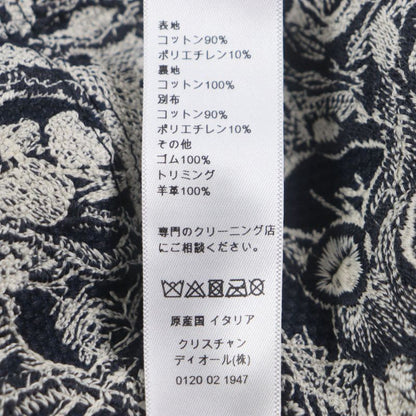 表地
コットン90%
ポリエチレン10%
裏地
コットン100%
別布
コットン90%
ポリエチレン10%
その他
ゴム100%
トリミング
羊革100%
専門のクリーニング店
にご相談ください。
原産国 イタリア
クリスチャン
ディオール(株)
0120 02 1947